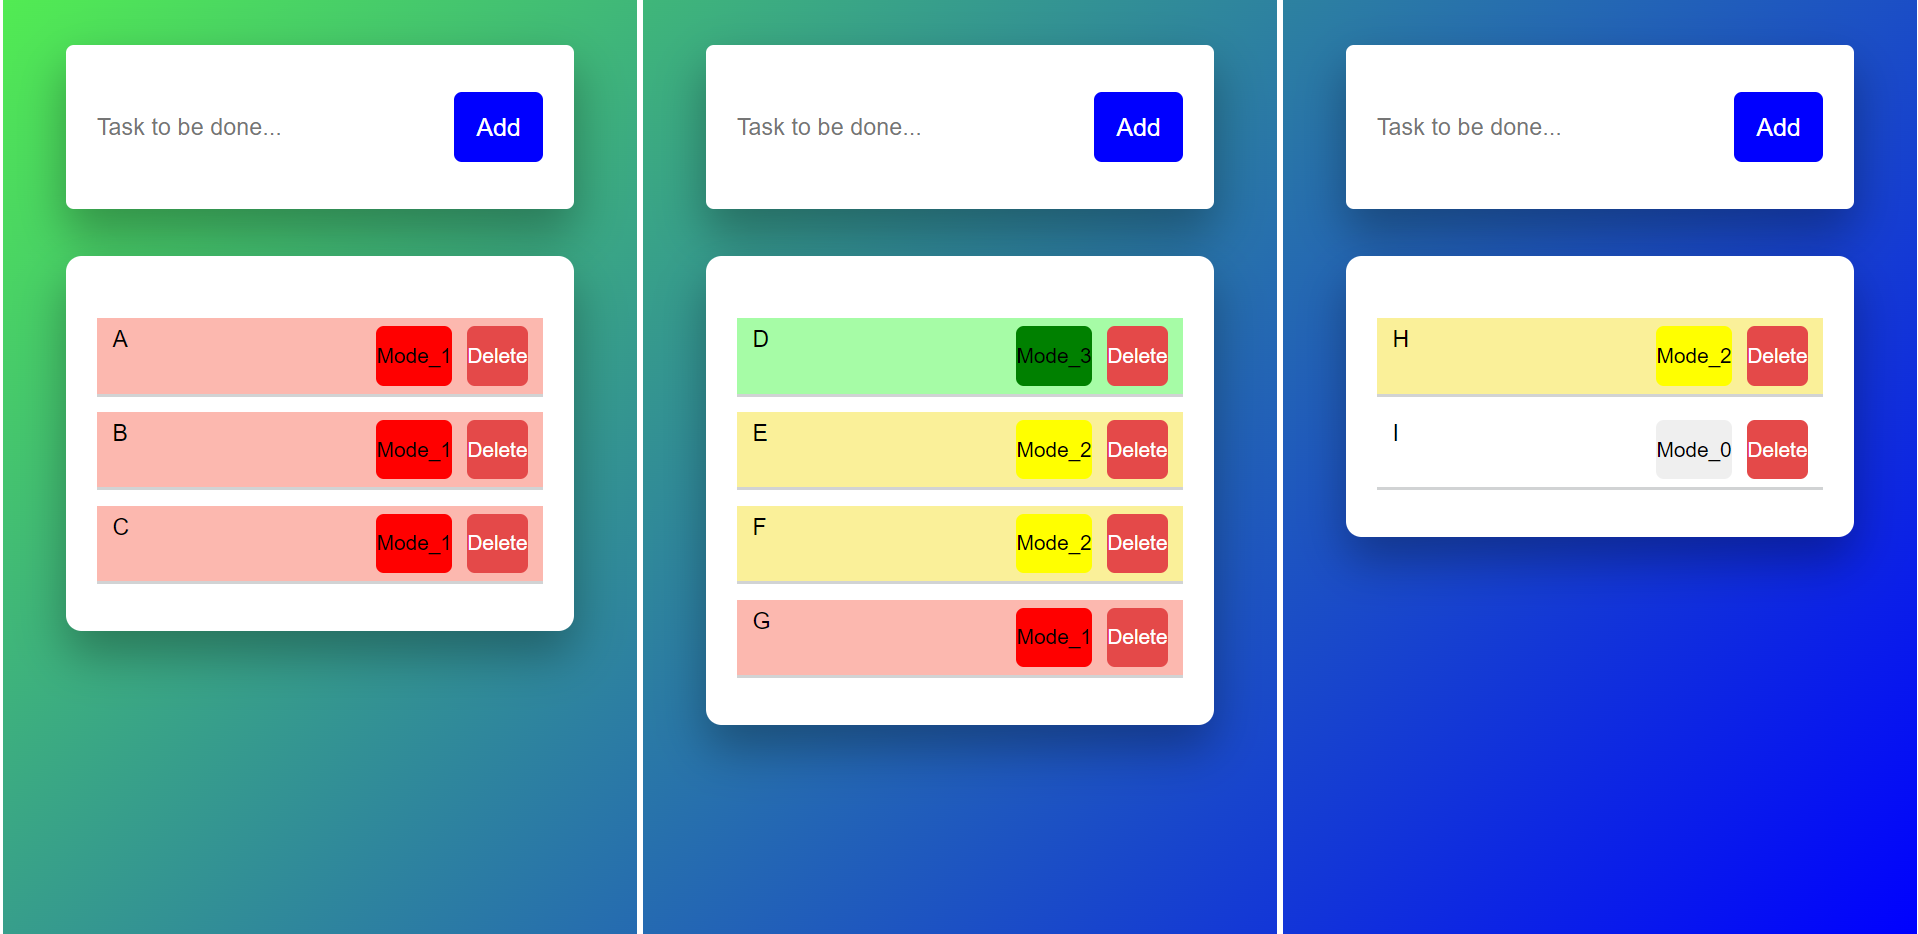 Task to be done...
Add
A
Mode_1
Delete
B
Mode_1
Delete
C
Mode_1
Delete
Task to be done...
Add
D
Mode_3
Delete
E
Mode_2
Delete
F
Mode_2
Delete
G
Mode_1
Delete
Task to be done...
Add
H
Mode_2
Delete
I
Mode_0
Delete